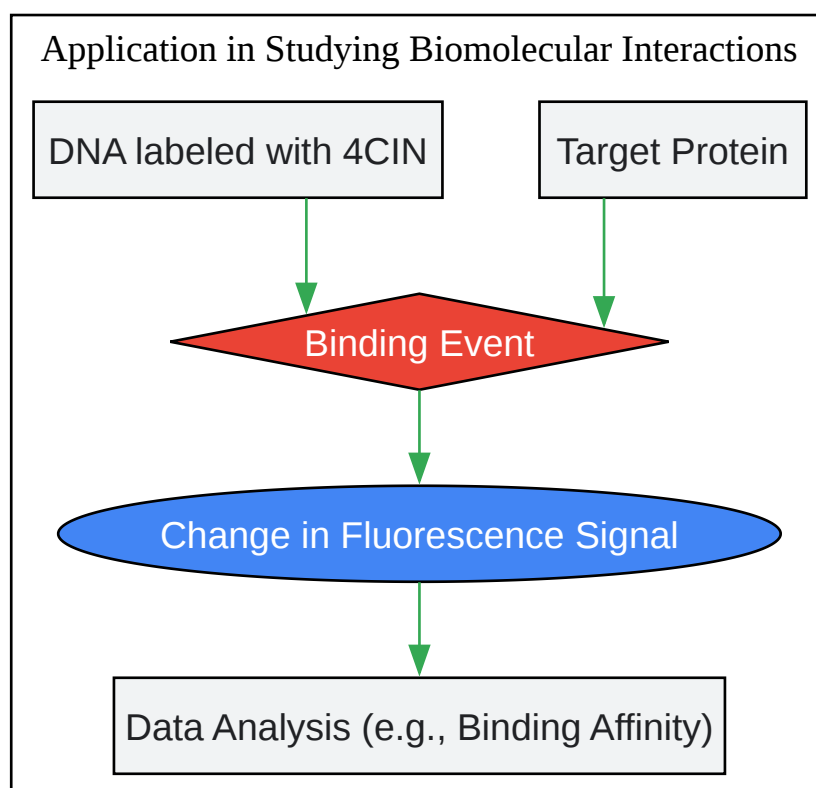 Application in Studying Biomolecular Interactions
DNA labeled with 4CIN
Target Protein
Binding Event
Change in Fluorescence Signal
Data Analysis (e.g., Binding Affinity)